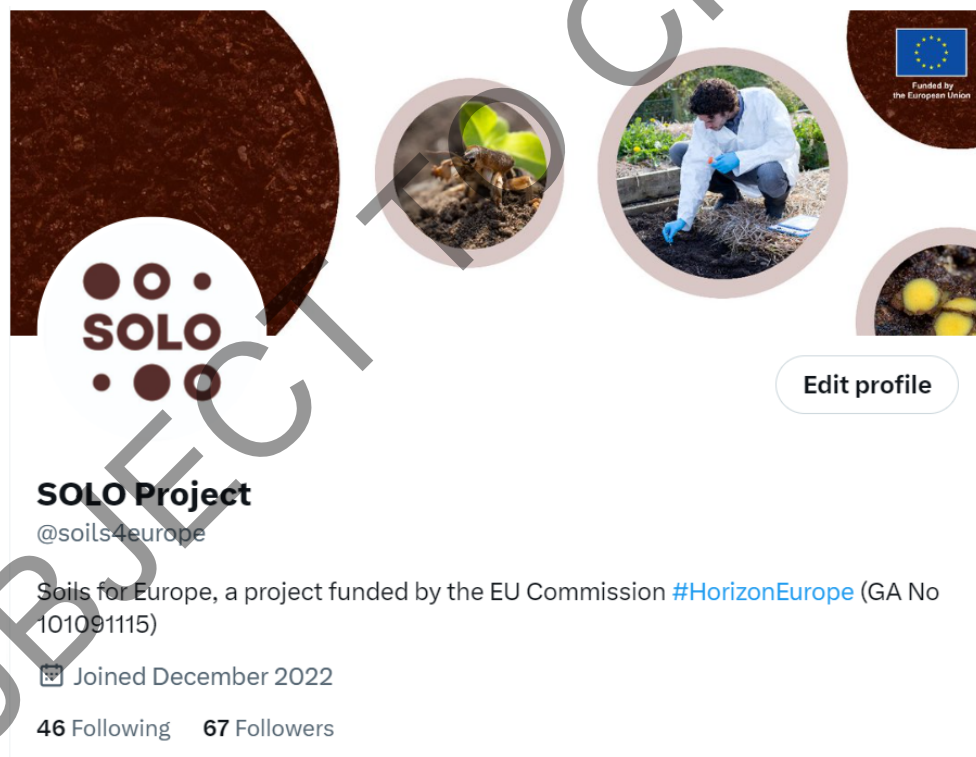 Funded by
the European Union
SOLO
Edit profile
SOLO Project
@soils4europe
Soils for Europe, a project funded by the EU Commission #HorizonEurope (GA No
101091115)
Joined December 2022
46 Following 67 Followers
UBJECT TO C